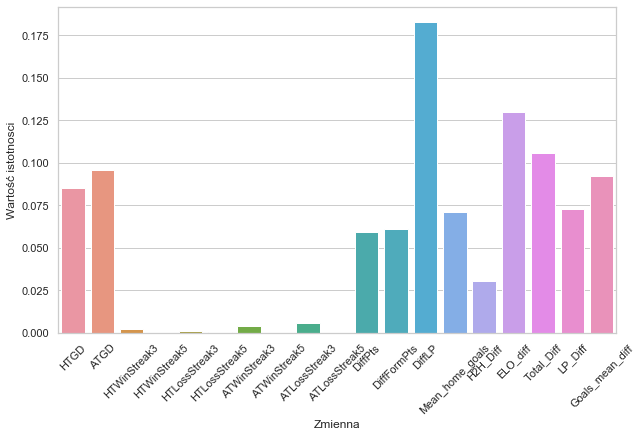 0.175
0.150
0.125
0.100
0.075
0.050
0.025
0.000
Wartość istotnosci
HTGD
ATGD
HTWinStreak3
HTWinStreak5
HTLossStreak3
HTLossStreak5
ATWinStreak3
ATWinStreak5
ATLossStreak3
ATLossStreak5
DiffPts
DiffFormPts
DiffLP
Mean_home_goals
H2H_Diff
ELO_diff
Total_Diff
LP_Diff
Goals_mean_diff
Zmienna